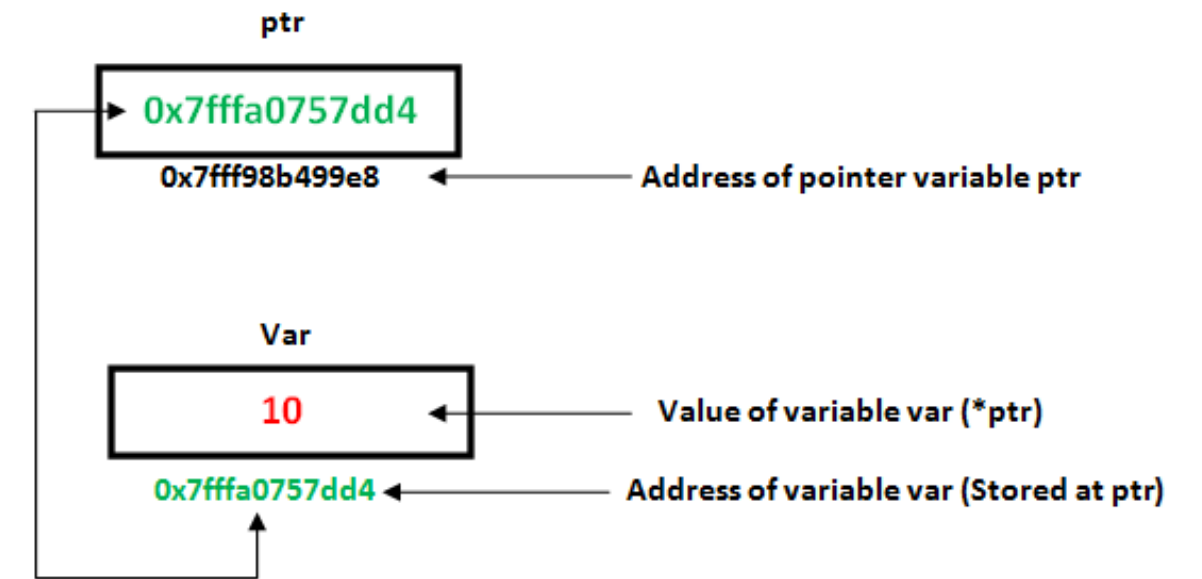 ptr
0x7fffa0757dd4
0x7fff98b499e8 Address of pointer variable ptr
Var
10 Value of variable var (*ptr)
0x7fffa0757dd4 Address of variable var (Stored at ptr)